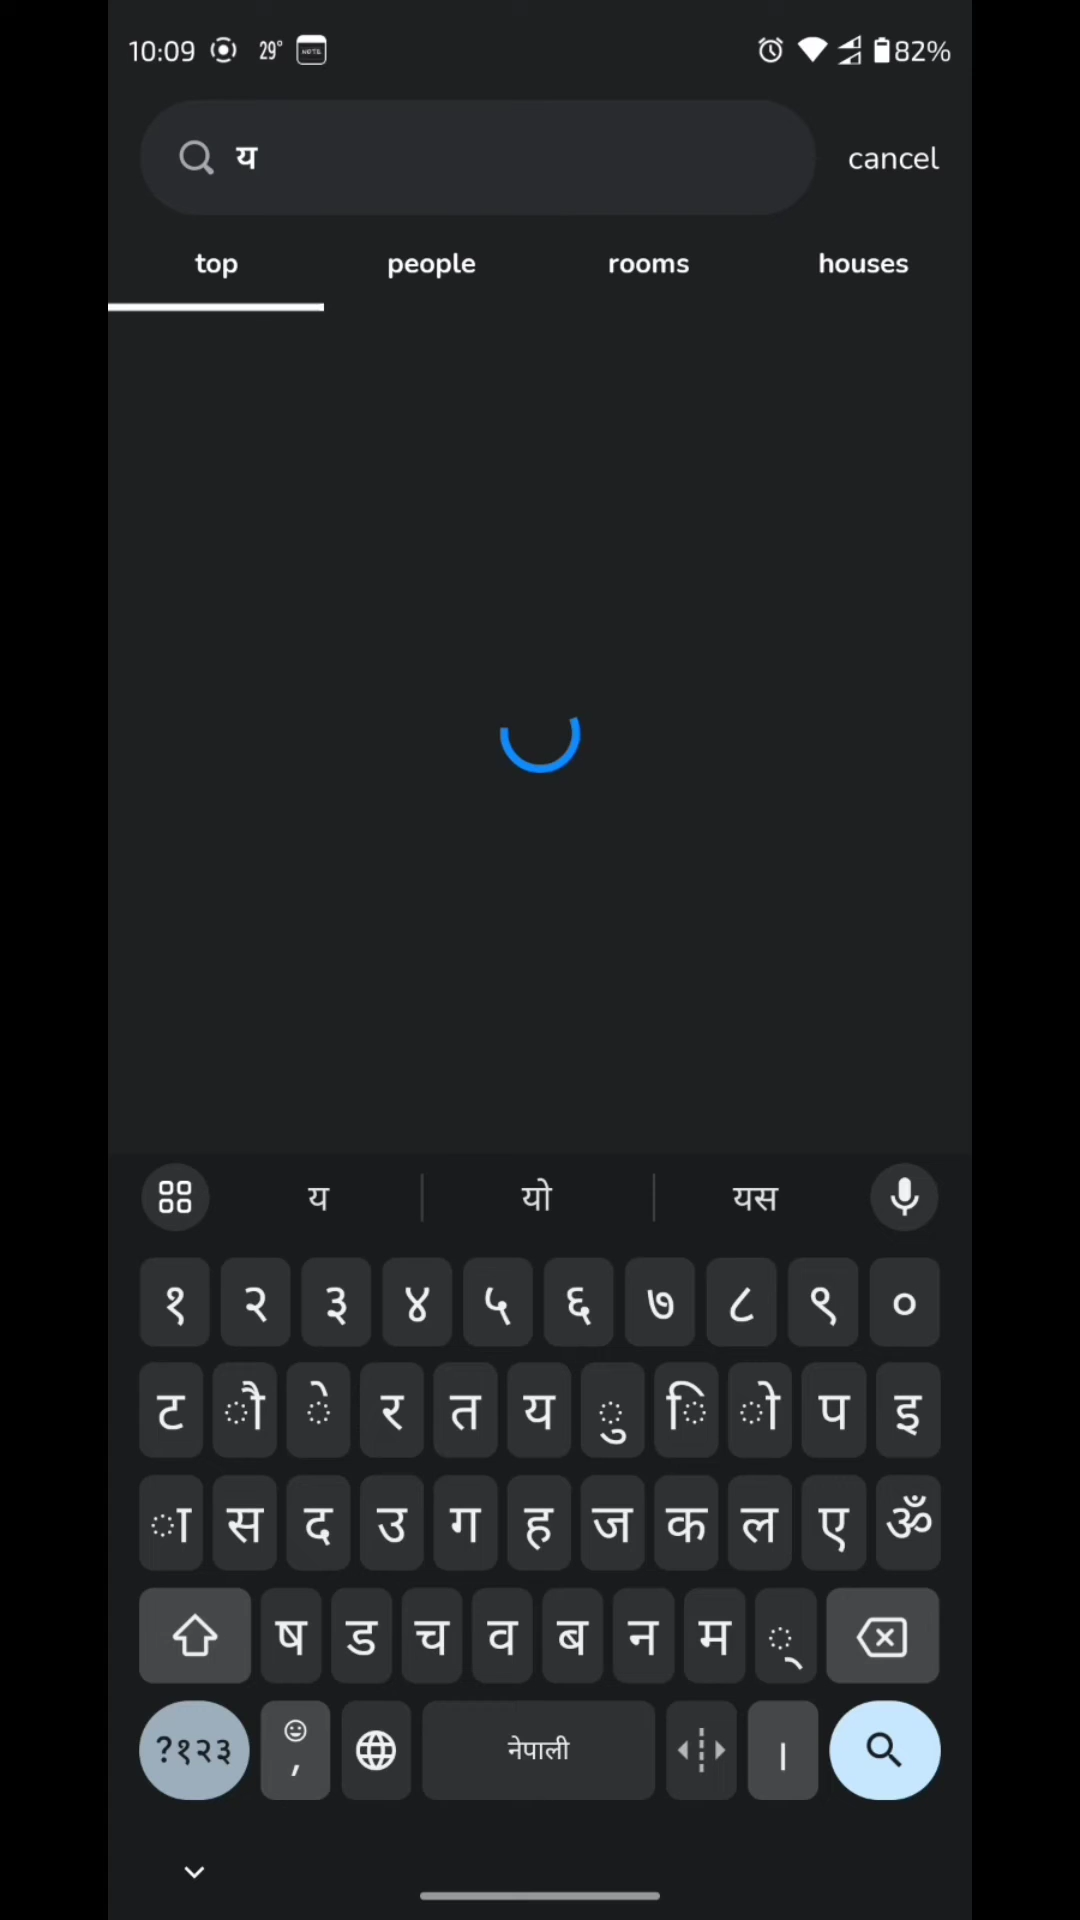 10:09 29° NOTE 82%
य cancel
top people rooms houses
य यो यस
१ २ ३ ४ ५ ६ ७ ८ ९ ०
ट ौ े र त य ु ि ो प इ
ा स द उ ग ह ज क ल ए ॐ
ष ड च व ब न म ्
?१२३ , नेपाली ।